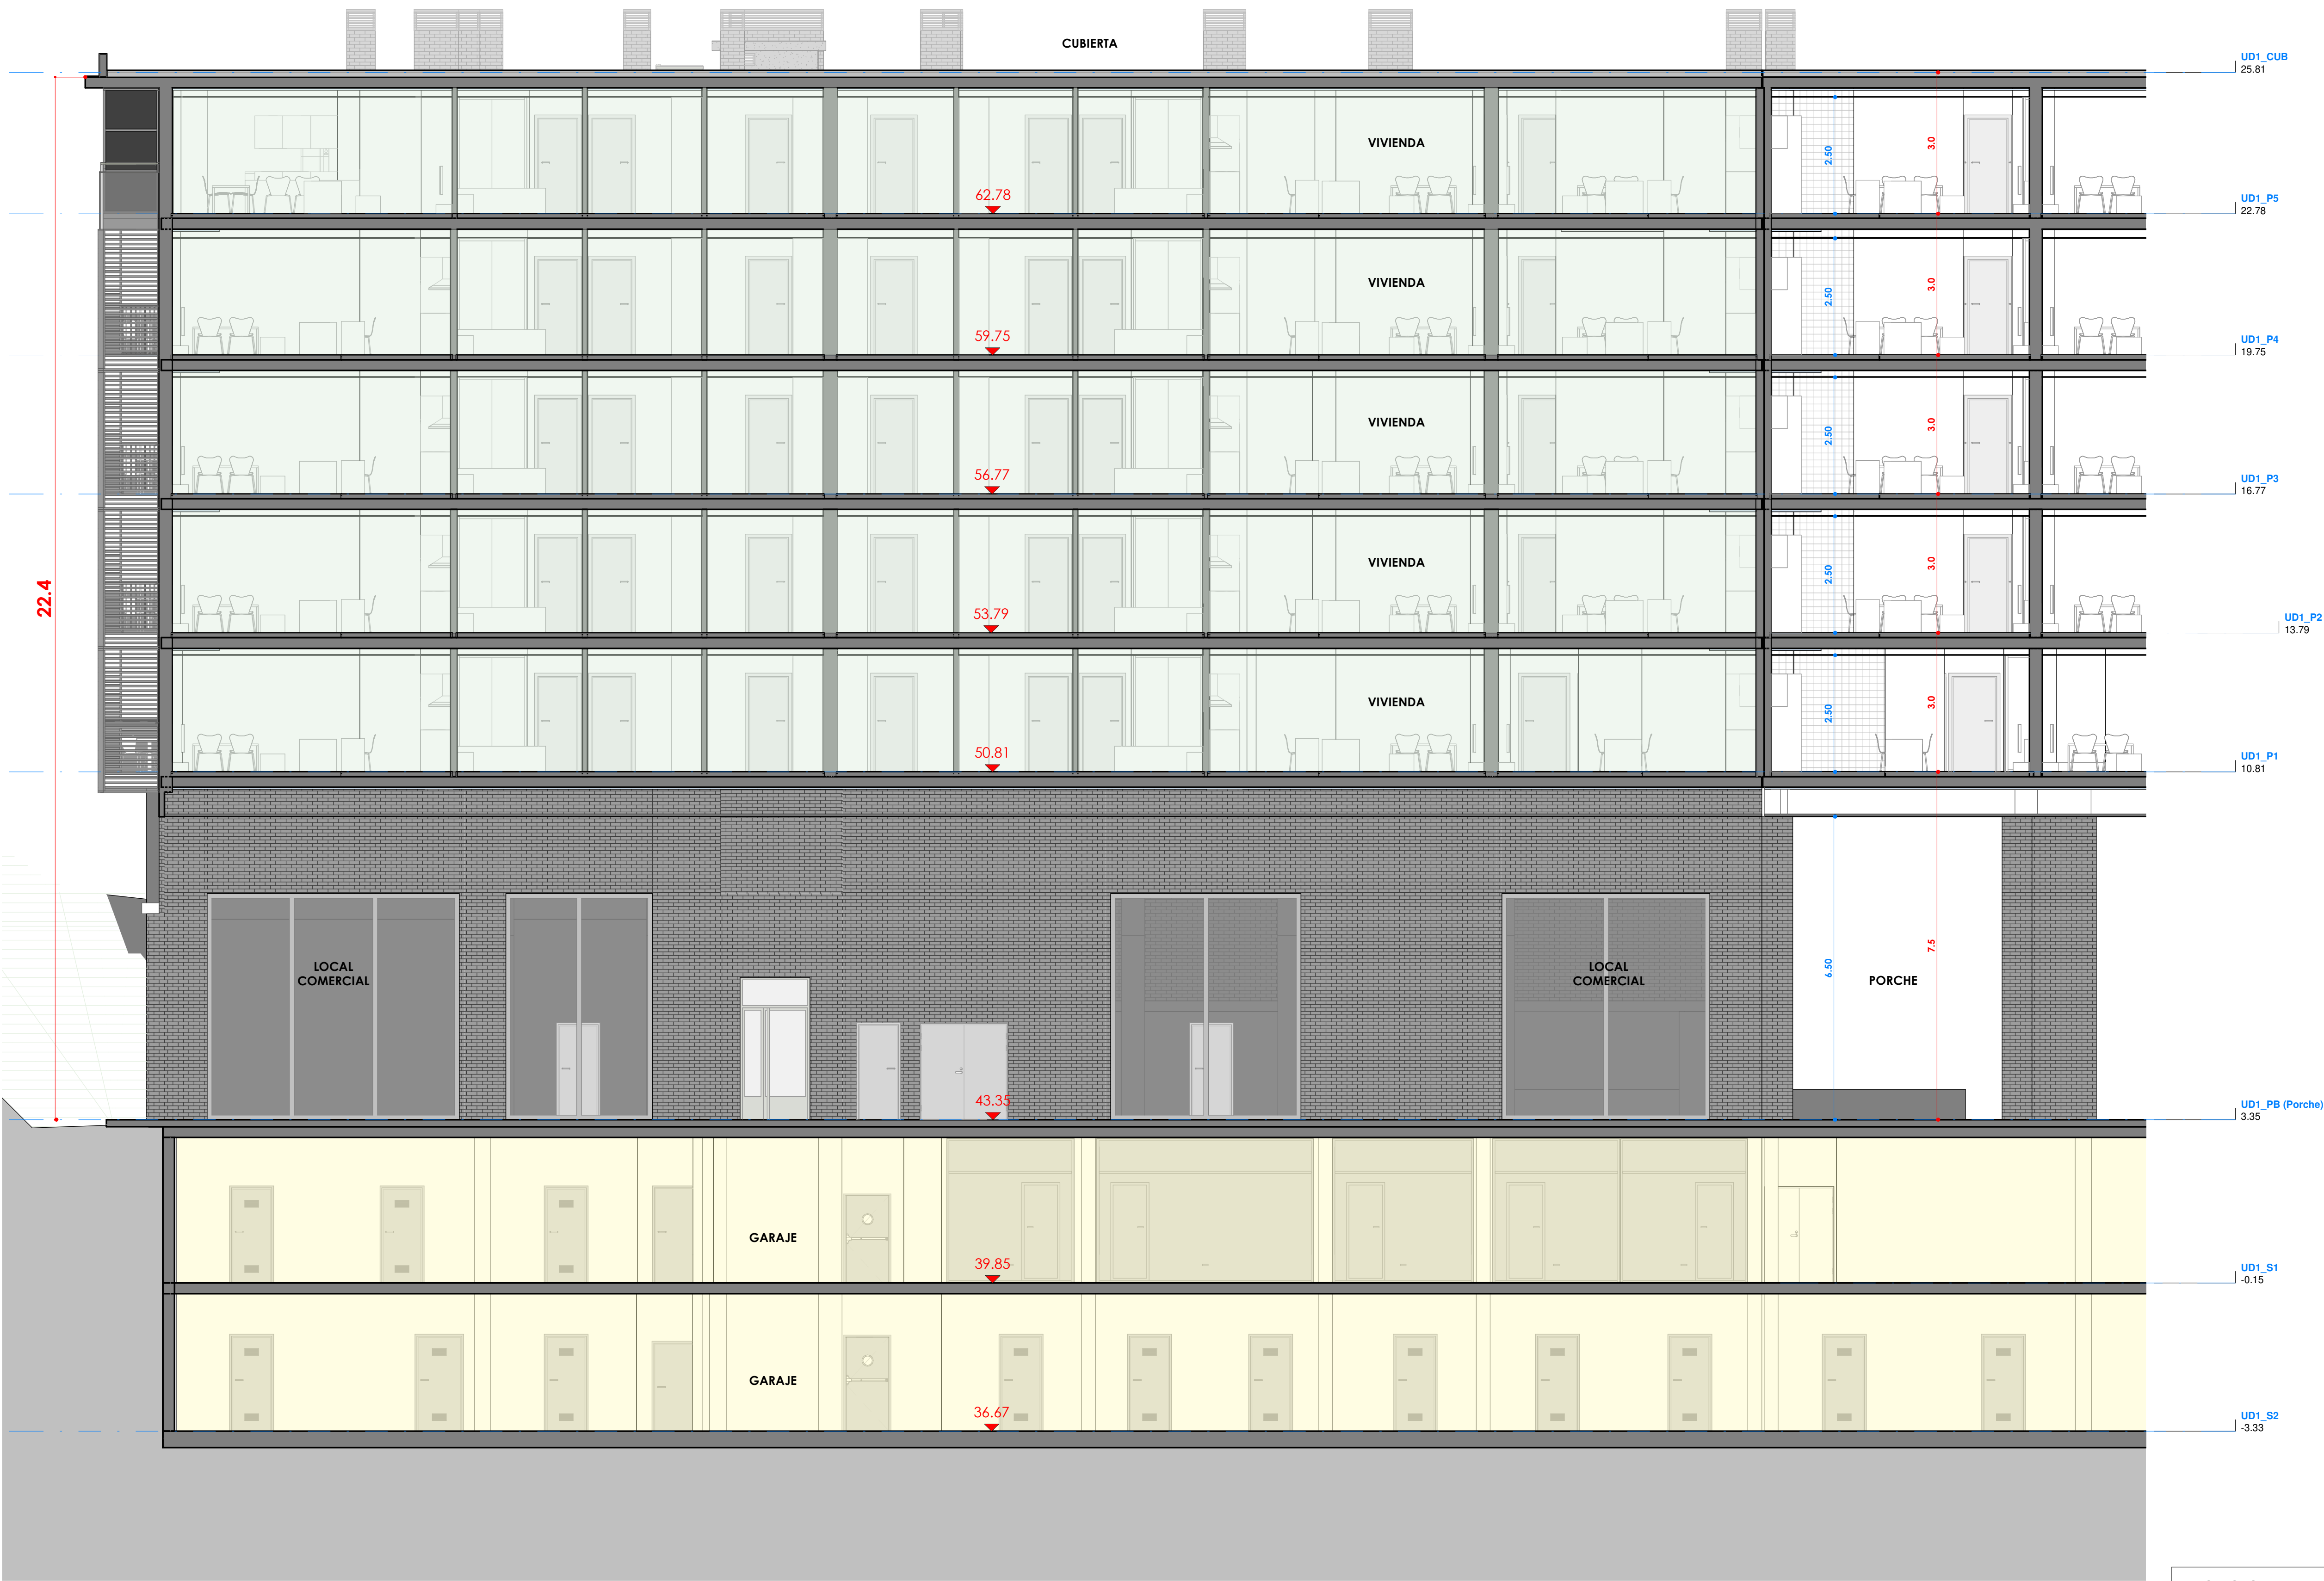 CUBIERTA
UD1_CUB
25.81
VIVIENDA
2.50
3.0
62.78
UD1_P5
22.78
VIVIENDA
2.50
3.0
59.75
UD1_P4
19.75
VIVIENDA
2.50
3.0
56.77
UD1_P3
16.77
VIVIENDA
2.50
3.0
22.4
53.79
UD1_P2
13.79
VIVIENDA
2.50
3.0
50.81
UD1_P1
10.81
LOCAL
COMERCIAL
LOCAL
COMERCIAL
6.50
7.5
PORCHE
43.35
UD1_PB (Porche)
3.35
GARAJE
39.85
UD1_S1
-0.15
GARAJE
36.67
UD1_S2
-3.33